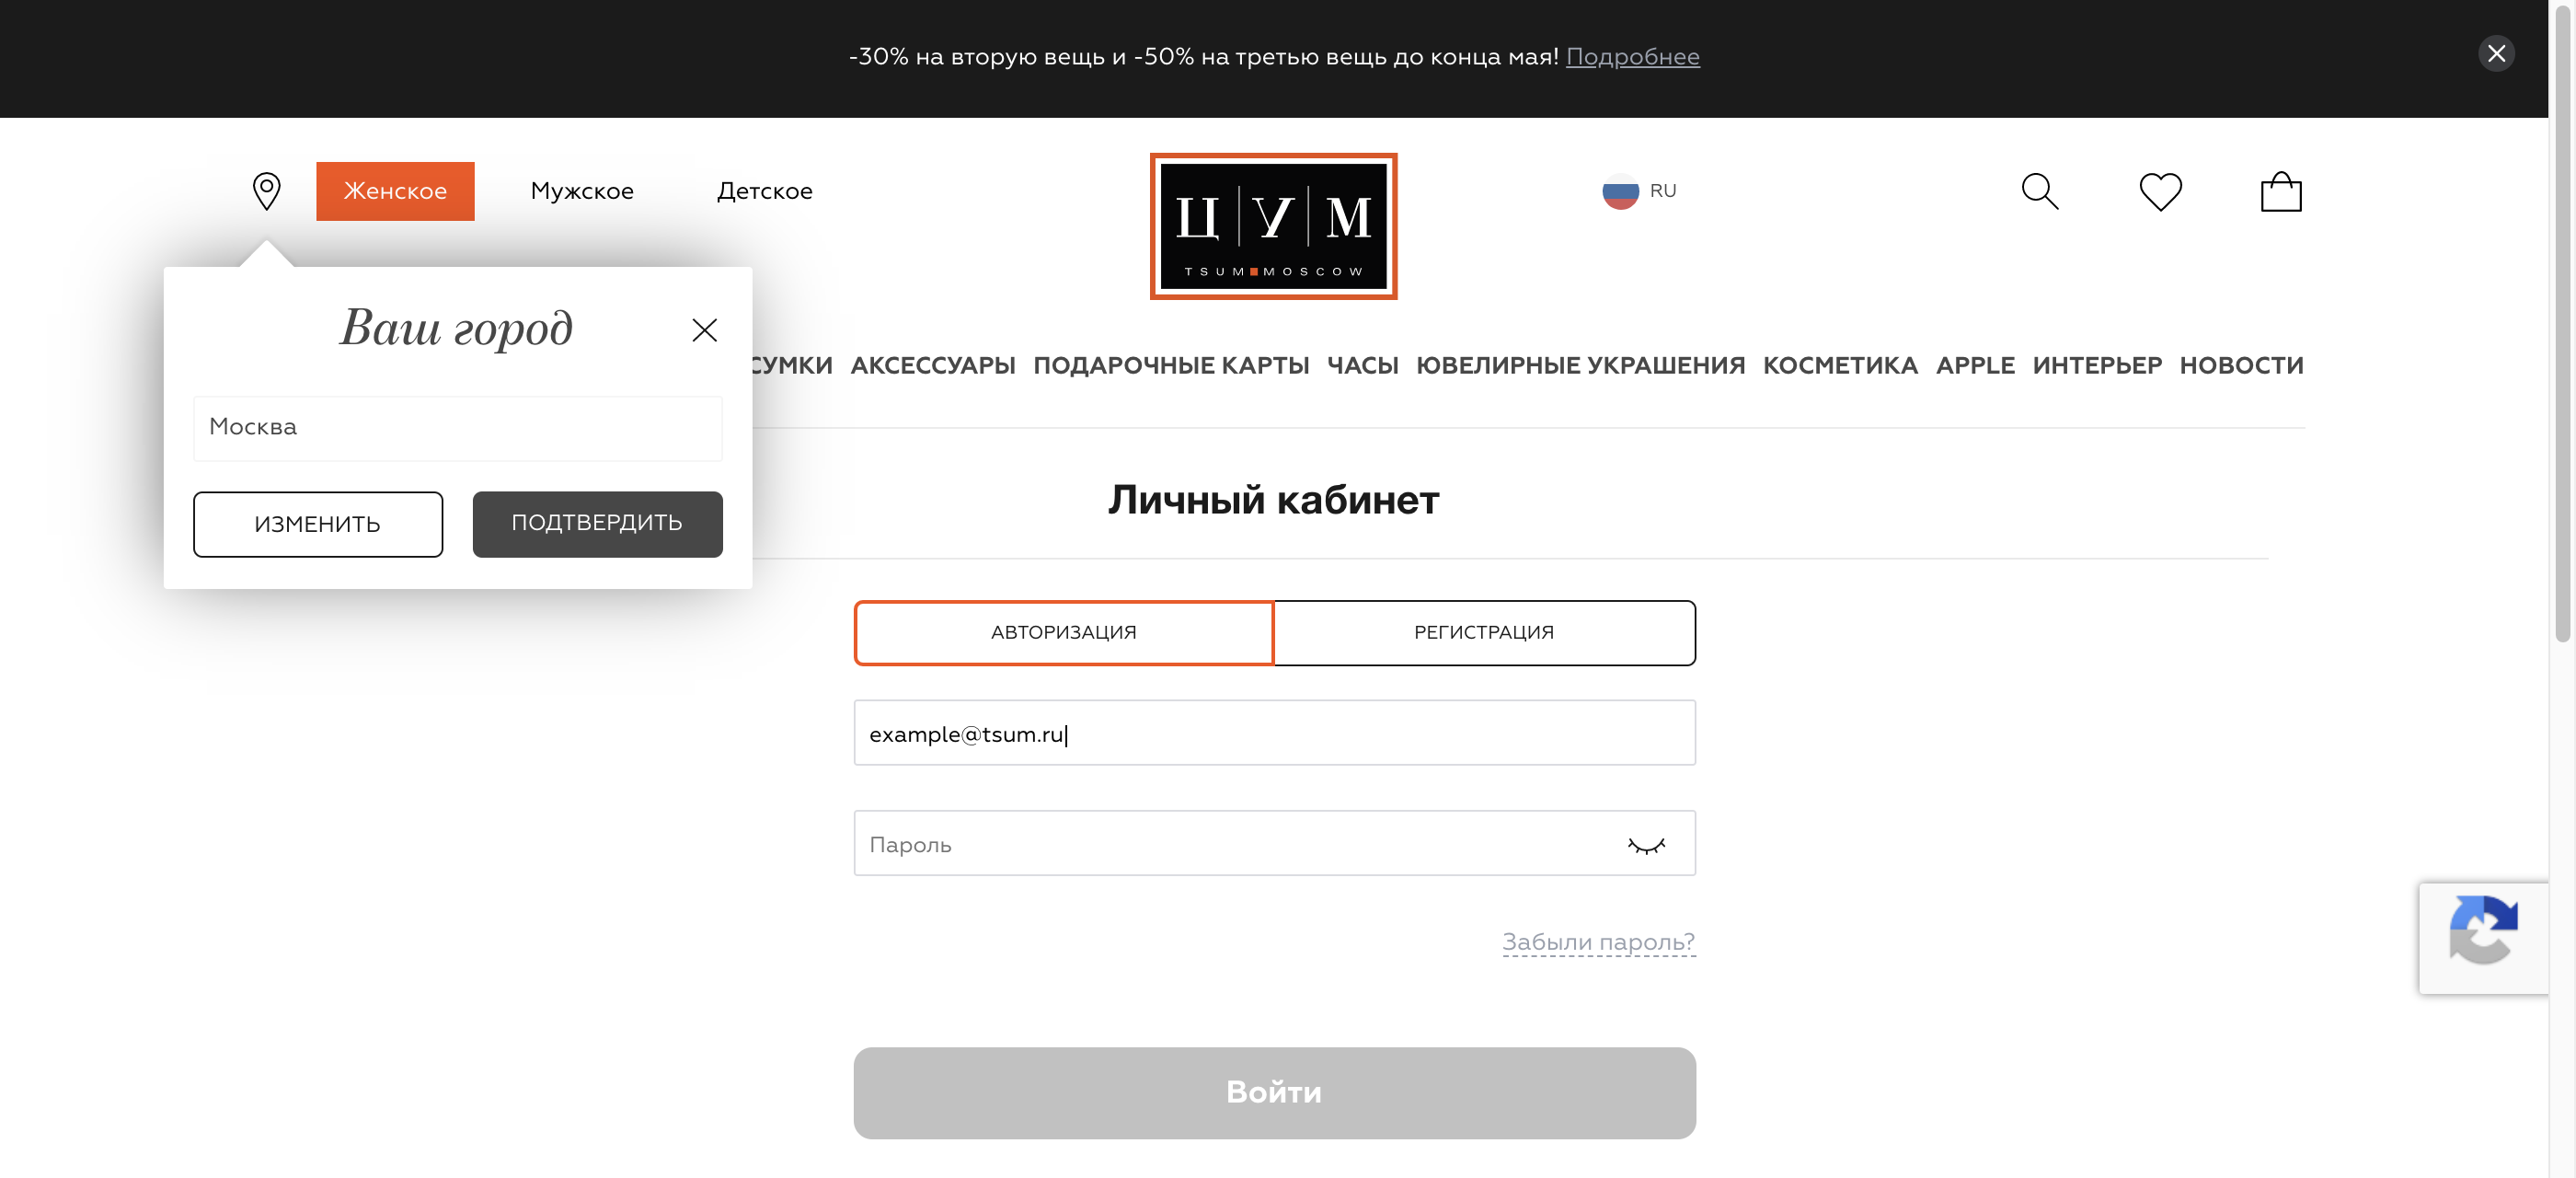 -30% на вторую вещь и -50% на третью вещь до конца мая! Подробнее
Женское Мужское Детское
Ц У М
TSUM MOSCOW
RU
СУМКИ АКСЕССУАРЫ ПОДАРОЧНЫЕ КАРТЫ ЧАСЫ ЮВЕЛИРНЫЕ УКРАШЕНИЯ КОСМЕТИКА APPLE ИНТЕРЬЕР НОВОСТИ
Ваш город
Москва
ИЗМЕНИТЬ ПОДТВЕРДИТЬ
Личный кабинет
АВТОРИЗАЦИЯ РЕГИСТРАЦИЯ
example@tsum.ru
Пароль
Забыли пароль?
Войти